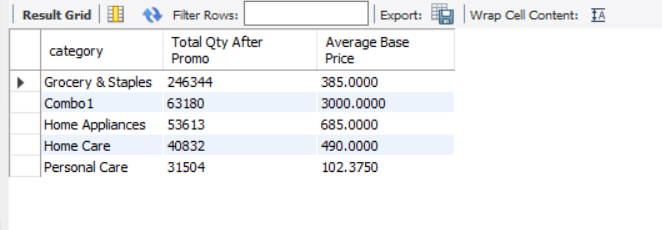 Result Grid Filter Rows: Export: Wrap Cell Content:
category Total Qty After Promo Average Base Price
Grocery & Staples 246344 385.0000
Combo1 63180 3000.0000
Home Appliances 53613 685.0000
Home Care 40832 490.0000
Personal Care 31504 102.3750